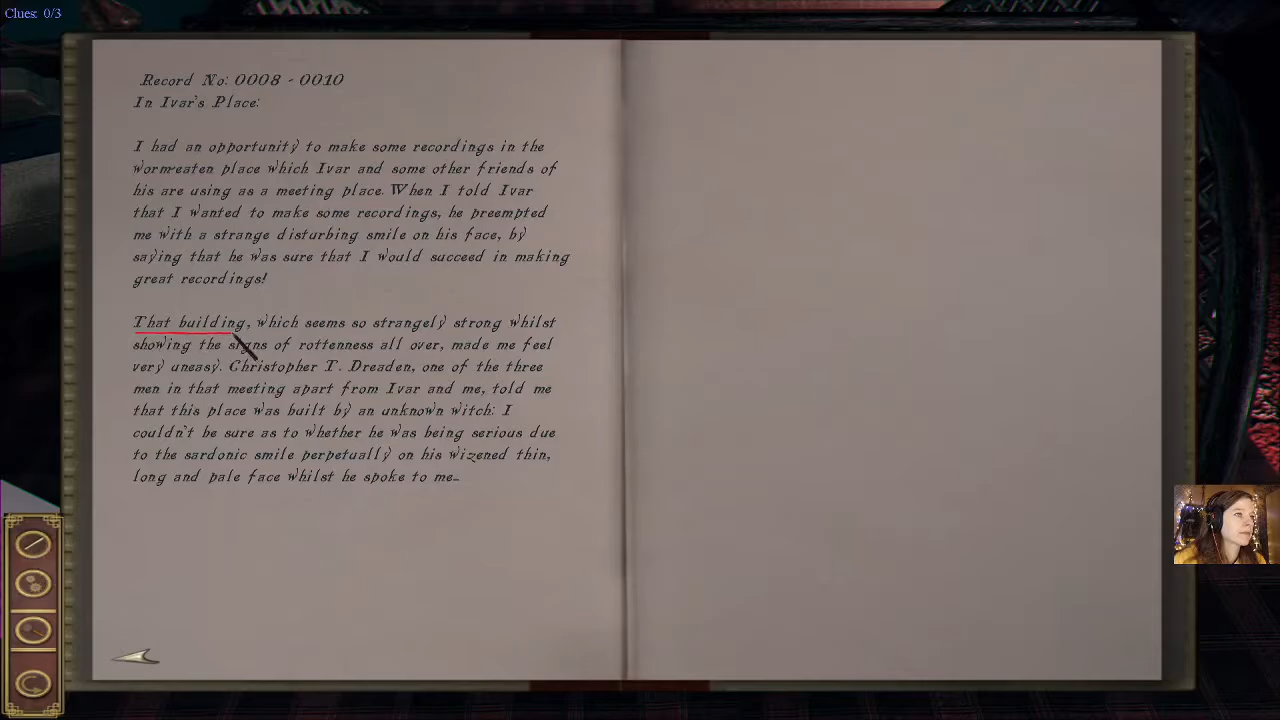 Clues: 0/3
Record No: 0008 - 0010
In Ivar's Place:
I had an opportunity to make some recordings in the
worm-eaten place which Ivar and some other friends of
his are using as a meeting place. When I told Ivar
that I wanted to make some recordings, he preempted
me with a strange disturbing smile on his face, by
saying that he was sure that I would succeed in making
great recordings!
That building, which seems so strangely strong whilst
showing the signs of rottenness all over, made me feel
very uneasy. Christopher T. Dreaden, one of the three
men in that meeting apart from Ivar and me, told me
that this place was built by an unknown witch: I
couldn't be sure as to whether he was being serious due
to the sardonic smile perpetually on his wizened thin,
long and pale face whilst he spoke to me...